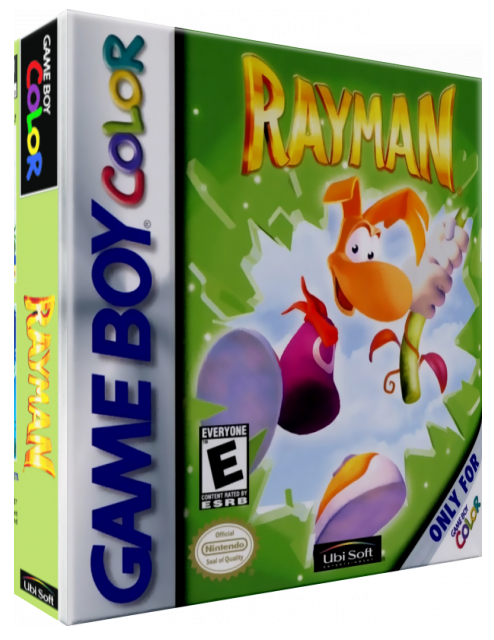 GAME BOY
COLOR
RAYMAN
Ubi Soft
GAME BOY COLOR
®
RAYMAN
EVERYONE
E
CONTENT RATED BY
ESRB
Official
Nintendo
Seal of Quality
Ubi Soft
ONLY FOR
GAME BOY
COLOR